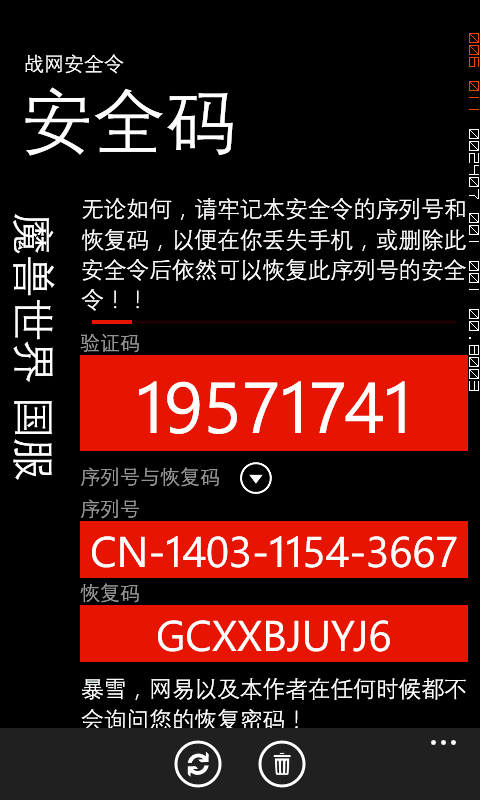 战网安全令
安全码
魔兽世界 国服
无论如何，请牢记本安全令的序列号和
恢复码，以便在你丢失手机，或删除此
安全令后依然可以恢复此序列号的安全
令！！
验证码
19571741
序列号与恢复码
序列号
CN-1403-1154-3667
恢复码
GCXXBJUYJ6
暴雪，网易以及本作者在任何时候都不
会询问您的恢复密码！